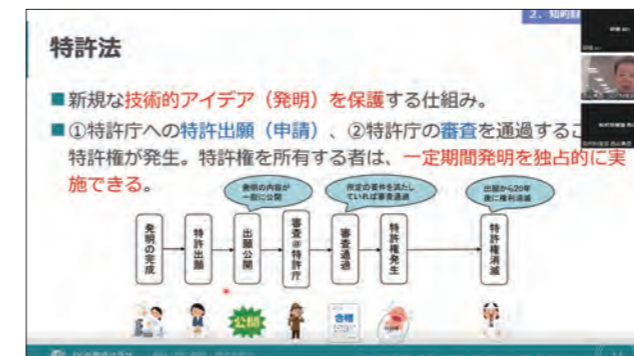 2. 知的
特許法
■新規な技術的アイデア（発明）を保護する仕組み。
■①特許庁への特許出願（申請）、②特許庁の審査を通過するこ
特許権が発生。特許権を所有する者は、一定期間発明を独占的に実
施できる。
発明の内容が
一般に公開
所定の要件を満たし
ていれば審査通過
出願から20年
後に権利消滅
発明の完成
特許出願
出願公開
審査＠特許庁
審査通過
特許権発生
特許権消滅
公開
合格